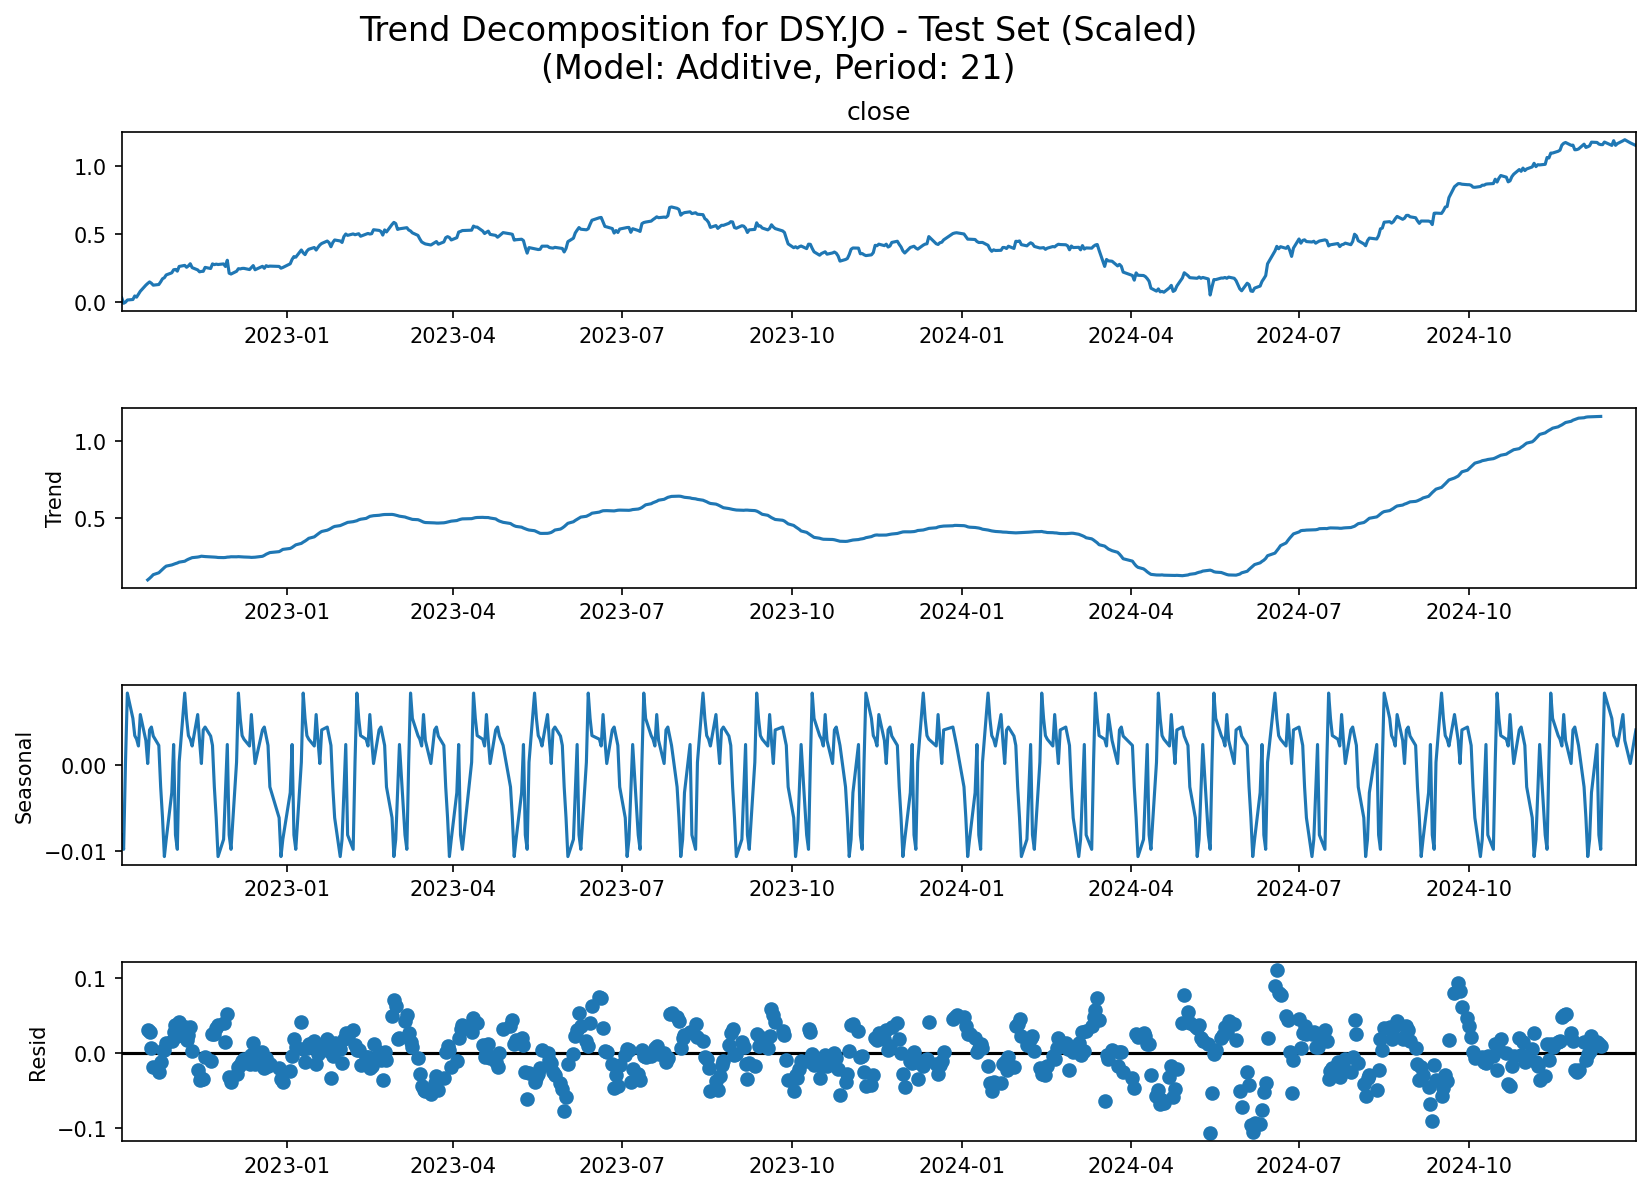 Trend Decomposition for DSY.JO - Test Set (Scaled)
(Model: Additive, Period: 21)
close
1.0
0.5
0.0
2023-01 2023-04 2023-07 2023-10 2024-01 2024-04 2024-07 2024-10
Trend
1.0
0.5
2023-01 2023-04 2023-07 2023-10 2024-01 2024-04 2024-07 2024-10
Seasonal
0.00
−0.01
2023-01 2023-04 2023-07 2023-10 2024-01 2024-04 2024-07 2024-10
Resid
0.1
0.0
−0.1
2023-01 2023-04 2023-07 2023-10 2024-01 2024-04 2024-07 2024-10